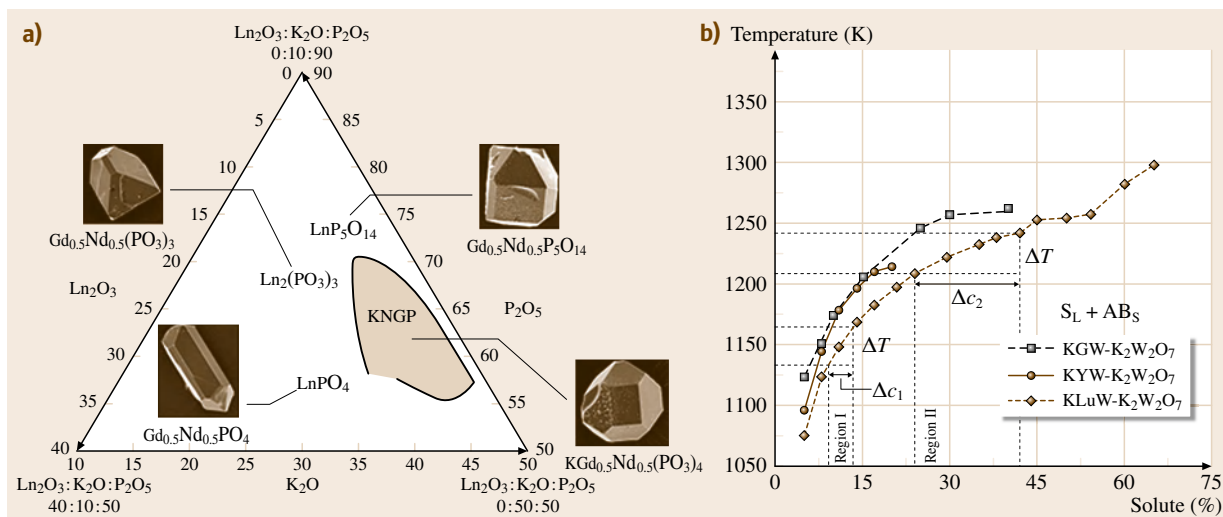 a)
Ln₂O₃:K₂O:P₂O₅
0:10:90
0 90
5 85
10 80
15 75
20 70
25 65
30 60
35 55
40 50
10 15 20 25 30 35 40 45 50
Ln₂O₃
P₂O₅
K₂O
Ln₂O₃:K₂O:P₂O₅
40:10:50
Ln₂O₃:K₂O:P₂O₅
0:50:50
Gd₀.₅Nd₀.₅(PO₃)₃
LnP₅O₁₄
Gd₀.₅Nd₀.₅P₅O₁₄
Ln₂(PO₃)₃
KNGP
LnPO₄
Gd₀.₅Nd₀.₅PO₄
KGd₀.₅Nd₀.₅(PO₃)₄
b) Temperature (K)
1350
1300
1250
1200
1150
1100
1050
0 15 30 45 60 75
Solute (%)
ΔT
Δc₂
ΔT
Δc₁
Region I
Region II
S_L + AB_S
KGW-K₂W₂O₇
KYW-K₂W₂O₇
KLuW-K₂W₂O₇